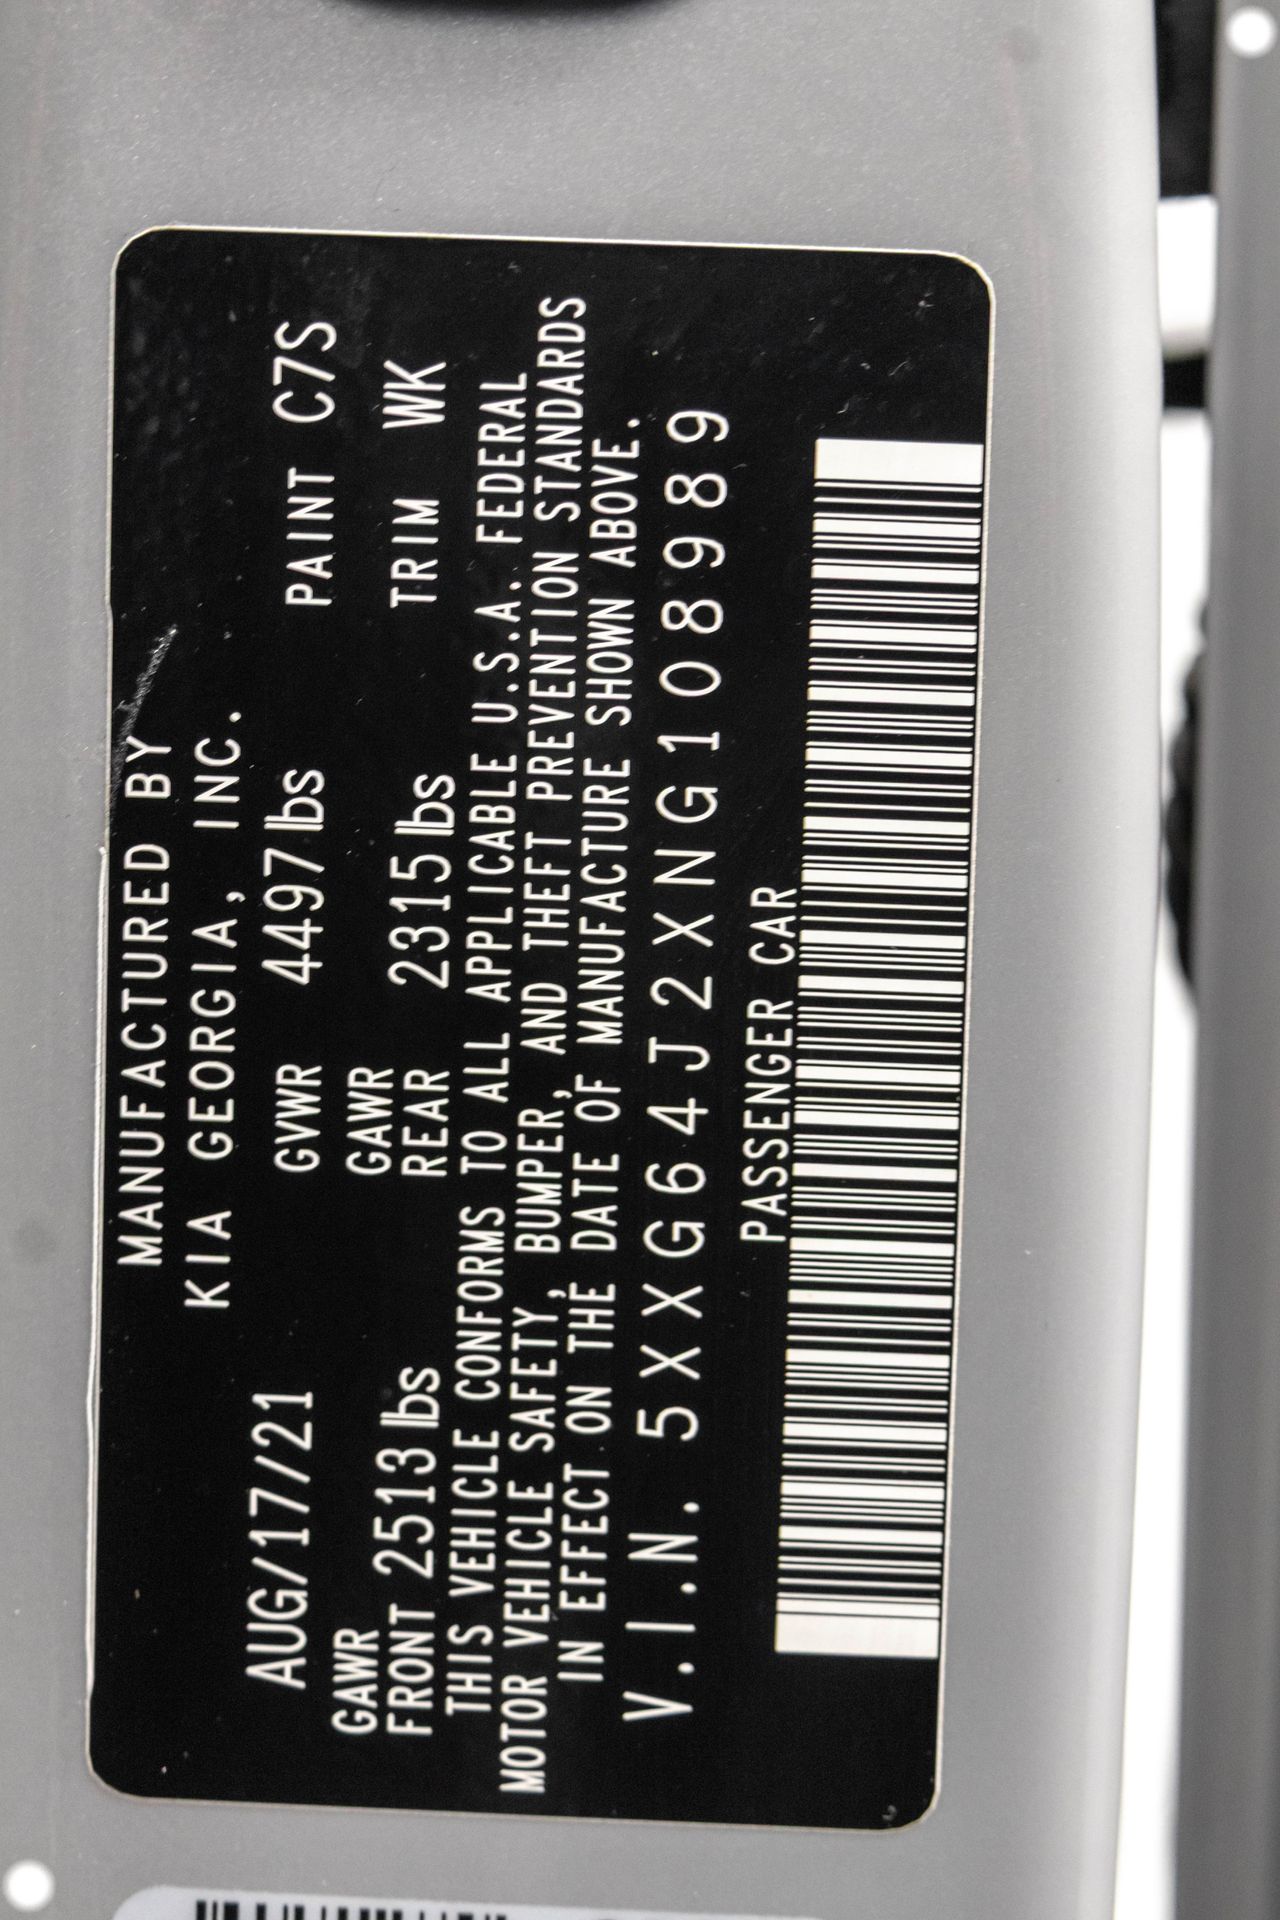 MANUFACTURED BY
KIA GEORGIA, INC.
AUG/17/21 GVWR 4497 lbs PAINT C7S
GAWR GAWR
FRONT 2513 lbs REAR 2315 lbs TRIM WK
THIS VEHICLE CONFORMS TO ALL APPLICABLE U.S.A. FEDERAL
MOTOR VEHICLE SAFETY, BUMPER, AND THEFT PREVENTION STANDARDS
IN EFFECT ON THE DATE OF MANUFACTURE SHOWN ABOVE.
V.I.N. 5XXG64J2XNG108989
PASSENGER CAR